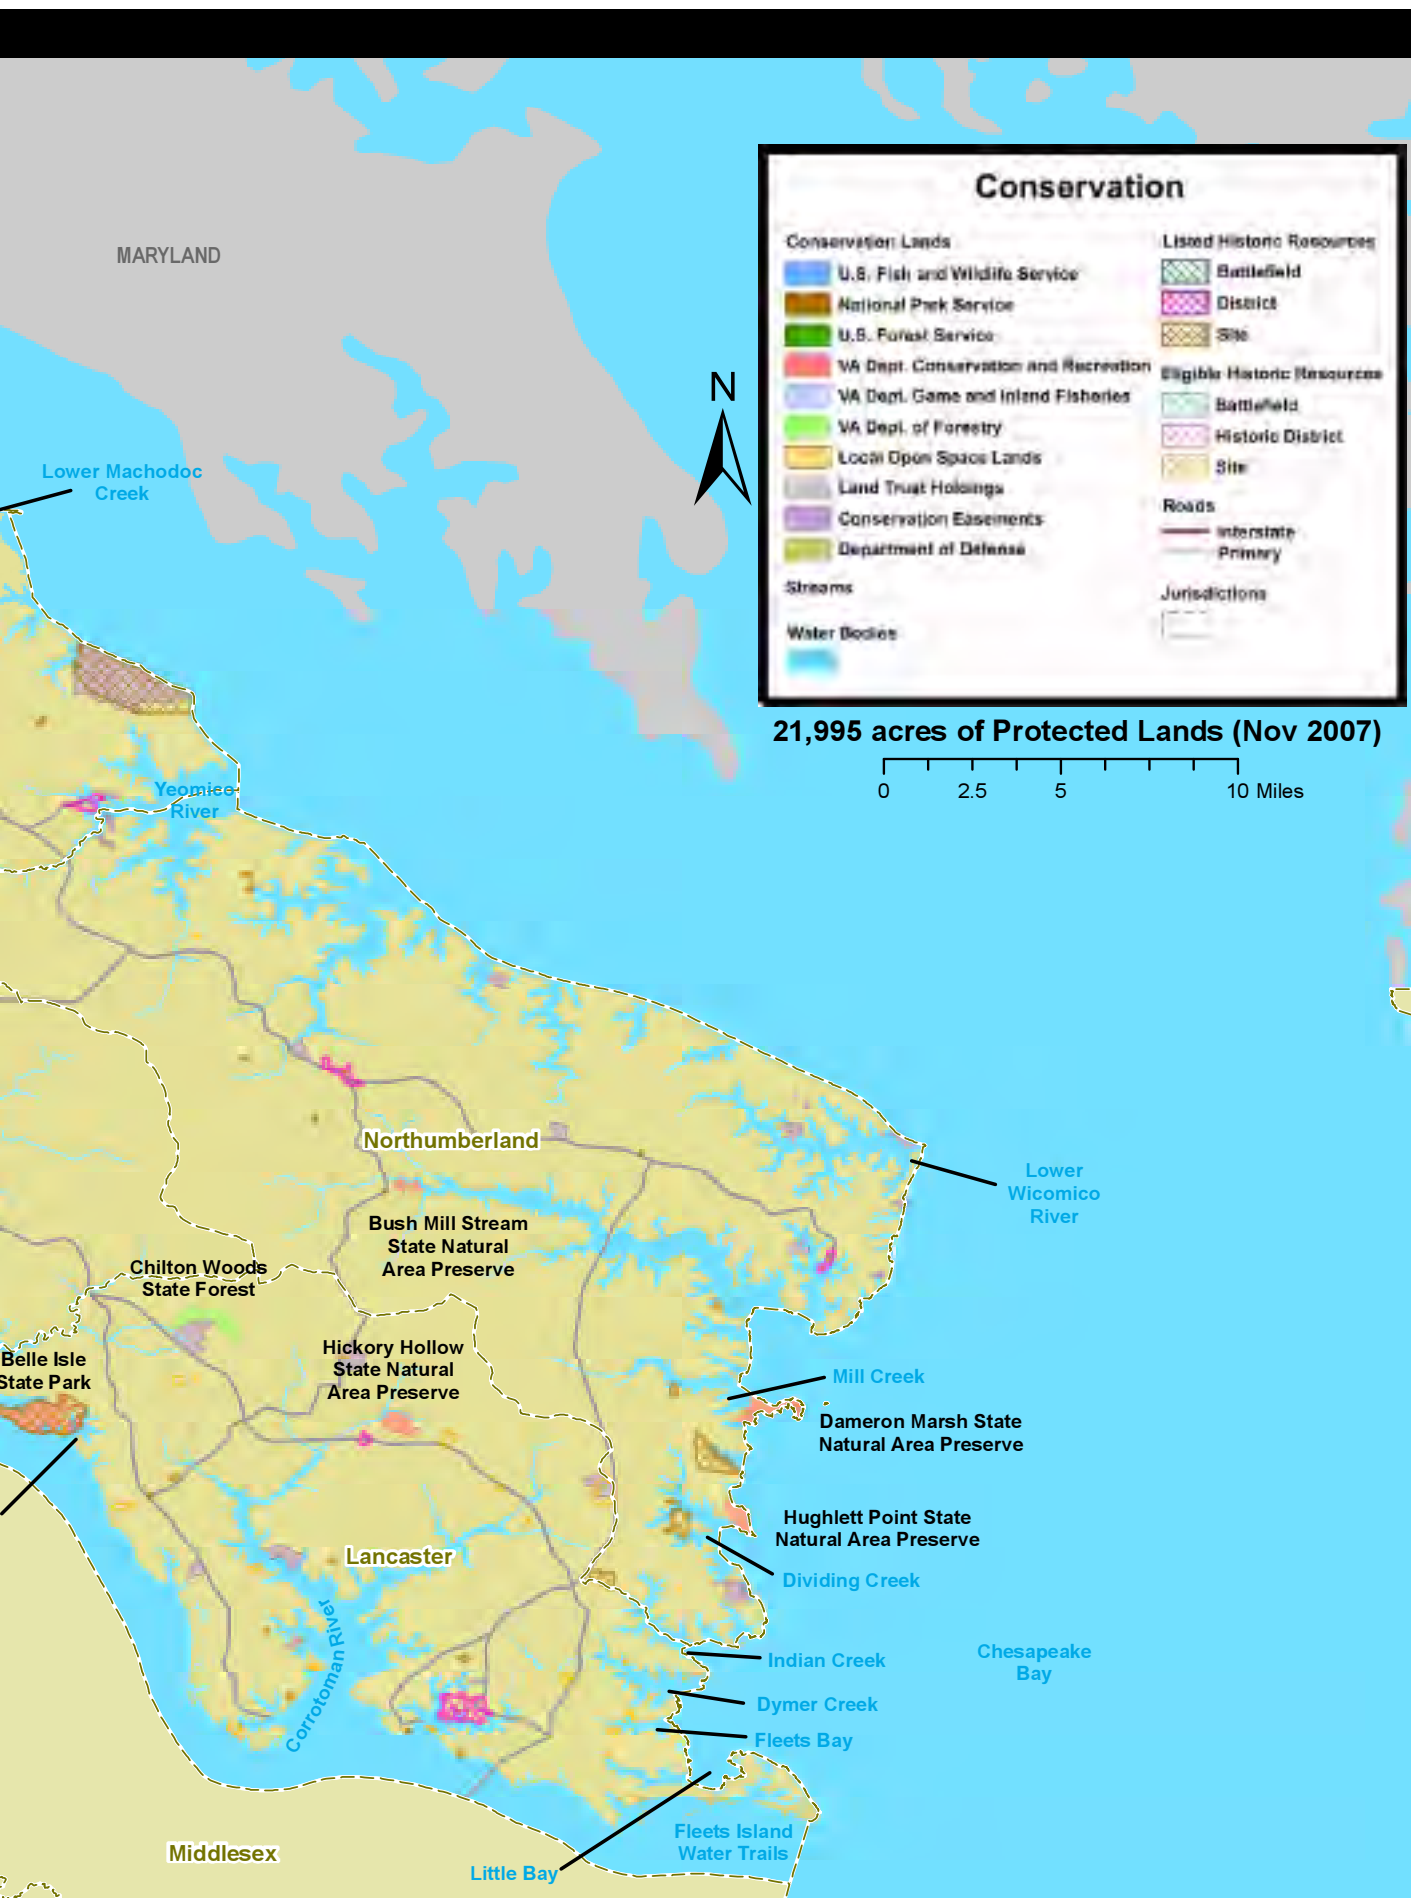 Conservation
Conservation Lands
U.S. Fish and Wildlife Service
National Park Service
U.S. Forest Service
VA Dept. Conservation and Recreation
VA Dept. Game and Inland Fisheries
VA Dept. of Forestry
Local Open Space Lands
Land Trust Holdings
Conservation Easements
Department of Defense
Streams
Water Bodies
Listed Historic Resources
Battlefield
District
Site
Eligible Historic Resources
Battlefield
Historic District
Site
Roads
Interstate
Primary
Jurisdictions
21,995 acres of Protected Lands (Nov 2007)
0 2.5 5 10 Miles
MARYLAND
N
Lower Machodoc
Creek
Yeomico
River
Northumberland
Lower
Wicomico
River
Bush Mill Stream
State Natural
Area Preserve
Chilton Woods
State Forest
Hickory Hollow
State Natural
Area Preserve
Belle Isle
State Park
Mill Creek
Dameron Marsh State
Natural Area Preserve
Hughlett Point State
Natural Area Preserve
Lancaster
Dividing Creek
Corrotoman River
Indian Creek
Chesapeake
Bay
Dymer Creek
Fleets Bay
Fleets Island
Water Trails
Middlesex
Little Bay